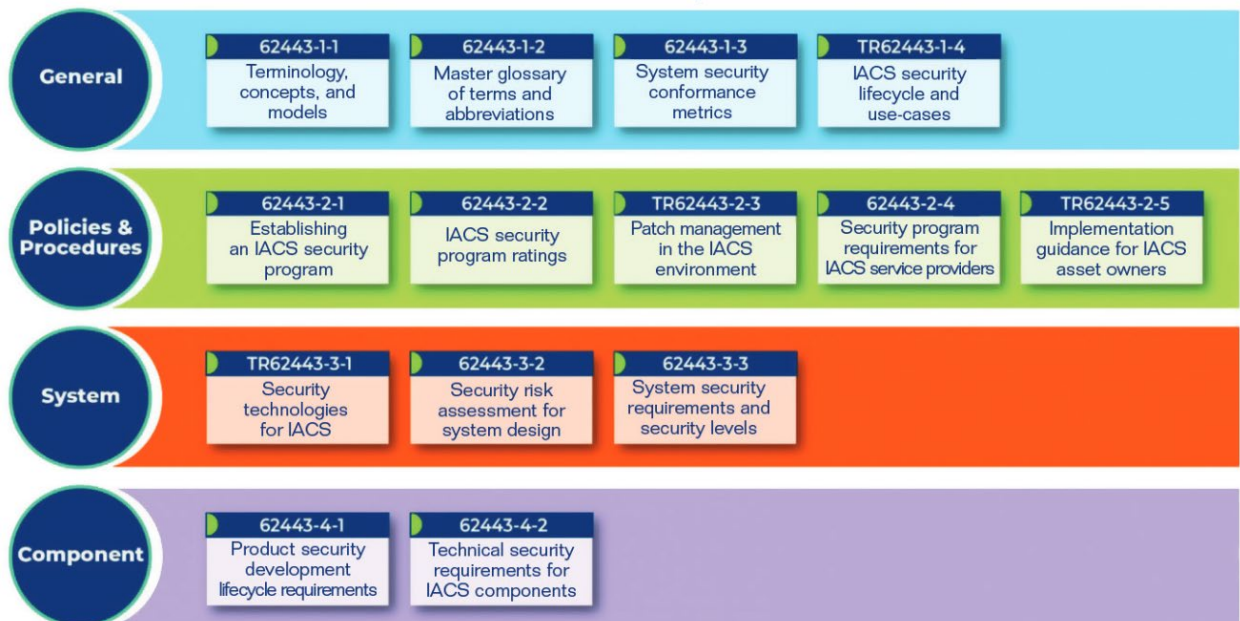 General
62443-1-1
Terminology,
concepts, and
models
62443-1-2
Master glossary
of terms and
abbreviations
62443-1-3
System security
conformance
metrics
TR62443-1-4
IACS security
lifecycle and
use-cases
Policies &
Procedures
62443-2-1
Establishing
an IACS security
program
62443-2-2
IACS security
program ratings
TR62443-2-3
Patch management
in the IACS
environment
62443-2-4
Security program
requirements for
IACS service providers
TR62443-2-5
Implementation
guidance for IACS
asset owners
System
TR62443-3-1
Security
technologies
for IACS
62443-3-2
Security risk
assessment for
system design
62443-3-3
System security
requirements and
security levels
Component
62443-4-1
Product security
development
lifecycle requirements
62443-4-2
Technical security
requirements for
IACS components